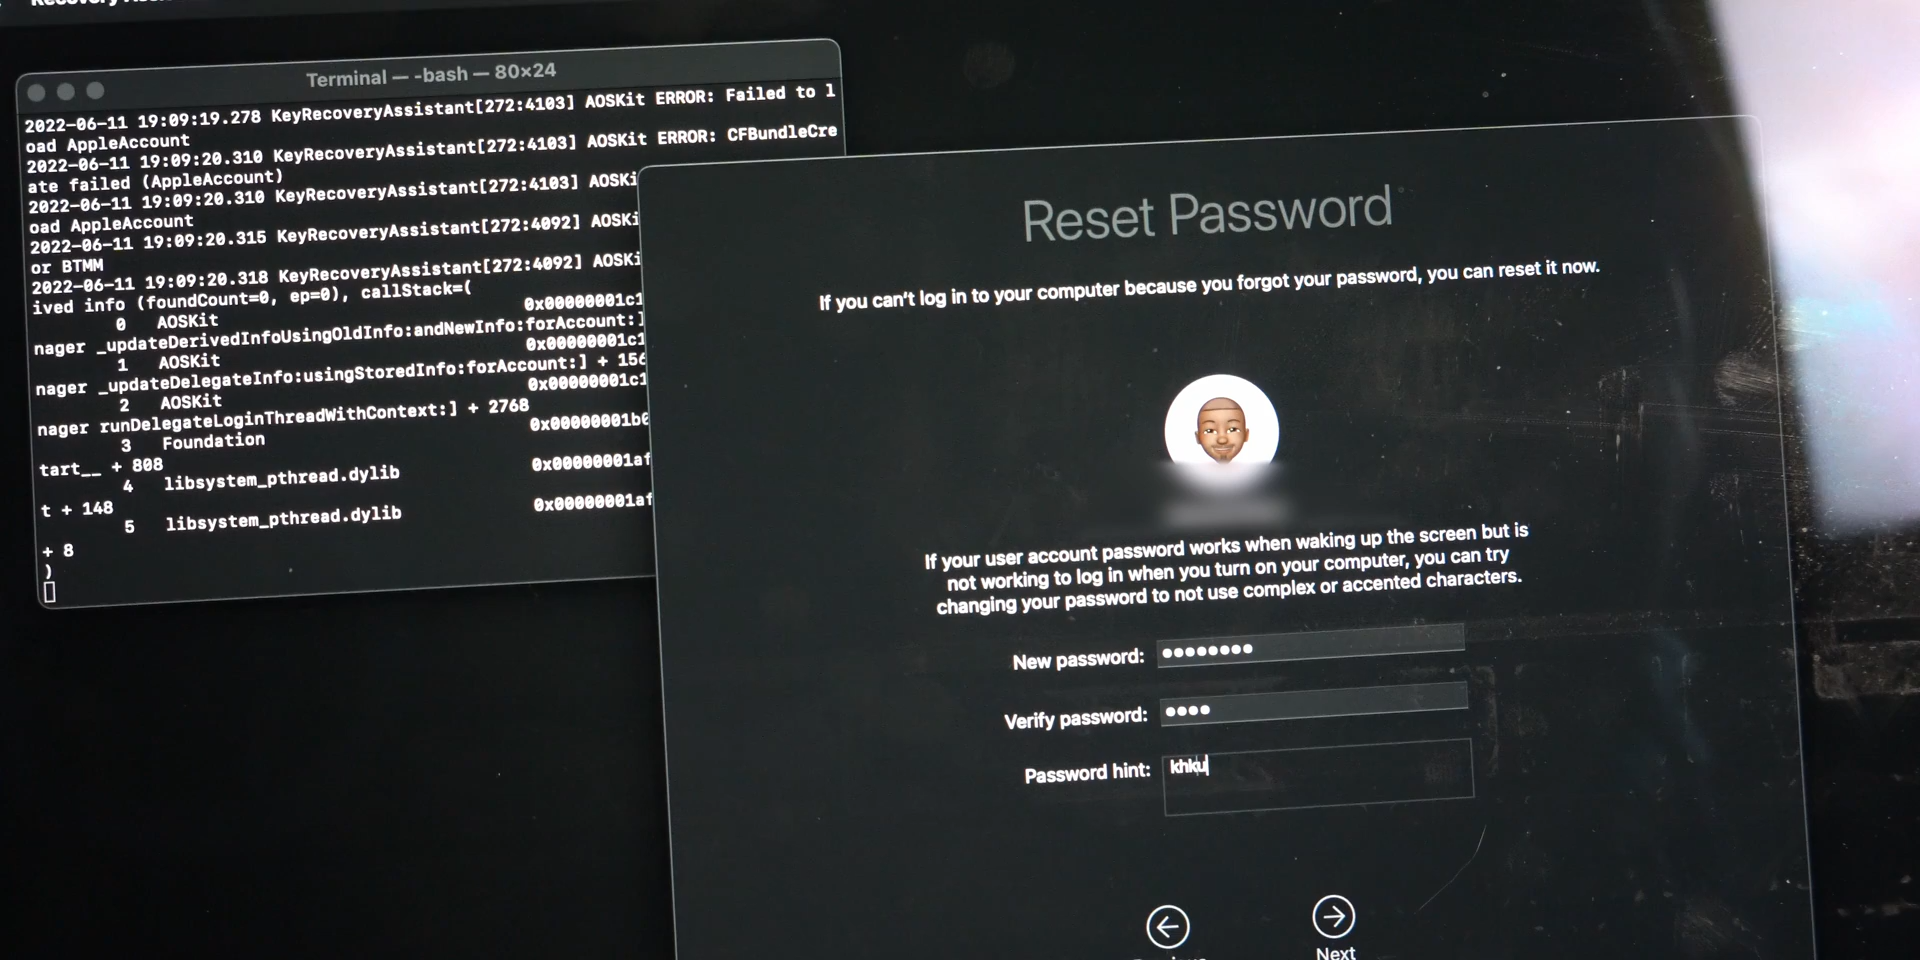 Recovery
Terminal — -bash — 80×24
2022-06-11 19:09:19.278 KeyRecoveryAssistant[272:4103] AOSKit ERROR: Failed to l
oad AppleAccount
2022-06-11 19:09:20.310 KeyRecoveryAssistant[272:4103] AOSKit ERROR: CFBundleCre
ate failed (AppleAccount)
2022-06-11 19:09:20.310 KeyRecoveryAssistant[272:4103] AOSKi
oad AppleAccount
2022-06-11 19:09:20.315 KeyRecoveryAssistant[272:4092] AOSKi
or BTMM
2022-06-11 19:09:20.318 KeyRecoveryAssistant[272:4092] AOSKi
ived info (foundCount=0, ep=0), callStack=(
0 AOSKit 0x00000001c1
nager _updateDerivedInfoUsingOldInfo:andNewInfo:forAccount:]
1 AOSKit 0x00000001c1
nager _updateDelegateInfo:usingStoredInfo:forAccount:] + 156
2 AOSKit 0x00000001c1
nager runDelegateLoginThreadWithContext:] + 2768
3 Foundation 0x00000001b0
tart__ + 808
4 libsystem_pthread.dylib 0x00000001af
t + 148
5 libsystem_pthread.dylib 0x00000001af
+ 8
)
Reset Password
If you can't log in to your computer because you forgot your password, you can reset it now.
If your user account password works when waking up the screen but is
not working to log in when you turn on your computer, you can try
changing your password to not use complex or accented characters.
New password: ••••••••
Verify password: ••••
Password hint: khku
Next